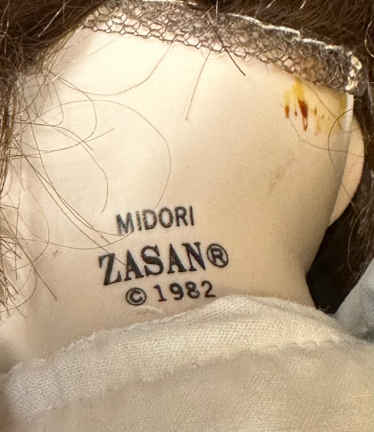 MIDORI
ZASAN®
© 1982